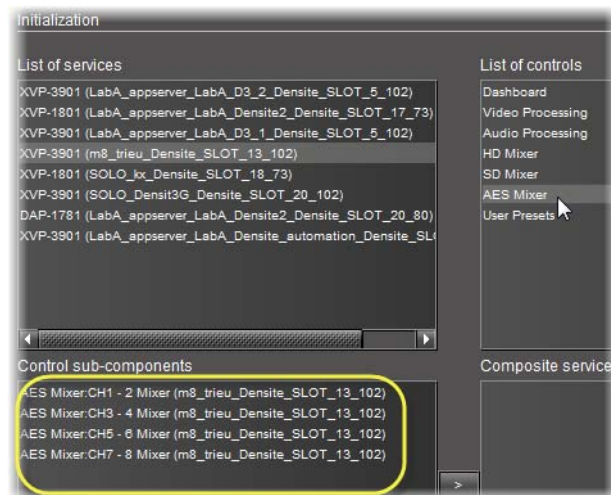 Initialization
List of services
XVP-3901 (LabA_appserver_LabA_D3_2_Densite_SLOT_5_102)
XVP-1801 (LabA_appserver_LabA_Densite2_Densite_SLOT_17_73)
XVP-3901 (LabA_appserver_LabA_D3_1_Densite_SLOT_5_102)
XVP-3901 (m8_trieu_Densite_SLOT_13_102)
XVP-1801 (SOLO_kx_Densite_SLOT_18_73)
XVP-3901 (SOLO_Densit3G_Densite_SLOT_20_102)
DAP-1781 (LabA_appserver_LabA_Densite2_Densite_SLOT_20_80)
XVP-3901 (LabA_appserver_LabA_Densite_automation_Densite_SL
List of controls
Dashboard
Video Processing
Audio Processing
HD Mixer
SD Mixer
AES Mixer
User Presets
Control sub-components
AES Mixer:CH1 - 2 Mixer (m8_trieu_Densite_SLOT_13_102)
AES Mixer:CH3 - 4 Mixer (m8_trieu_Densite_SLOT_13_102)
AES Mixer:CH5 - 6 Mixer (m8_trieu_Densite_SLOT_13_102)
AES Mixer:CH7 - 8 Mixer (m8_trieu_Densite_SLOT_13_102)
>
Composite service